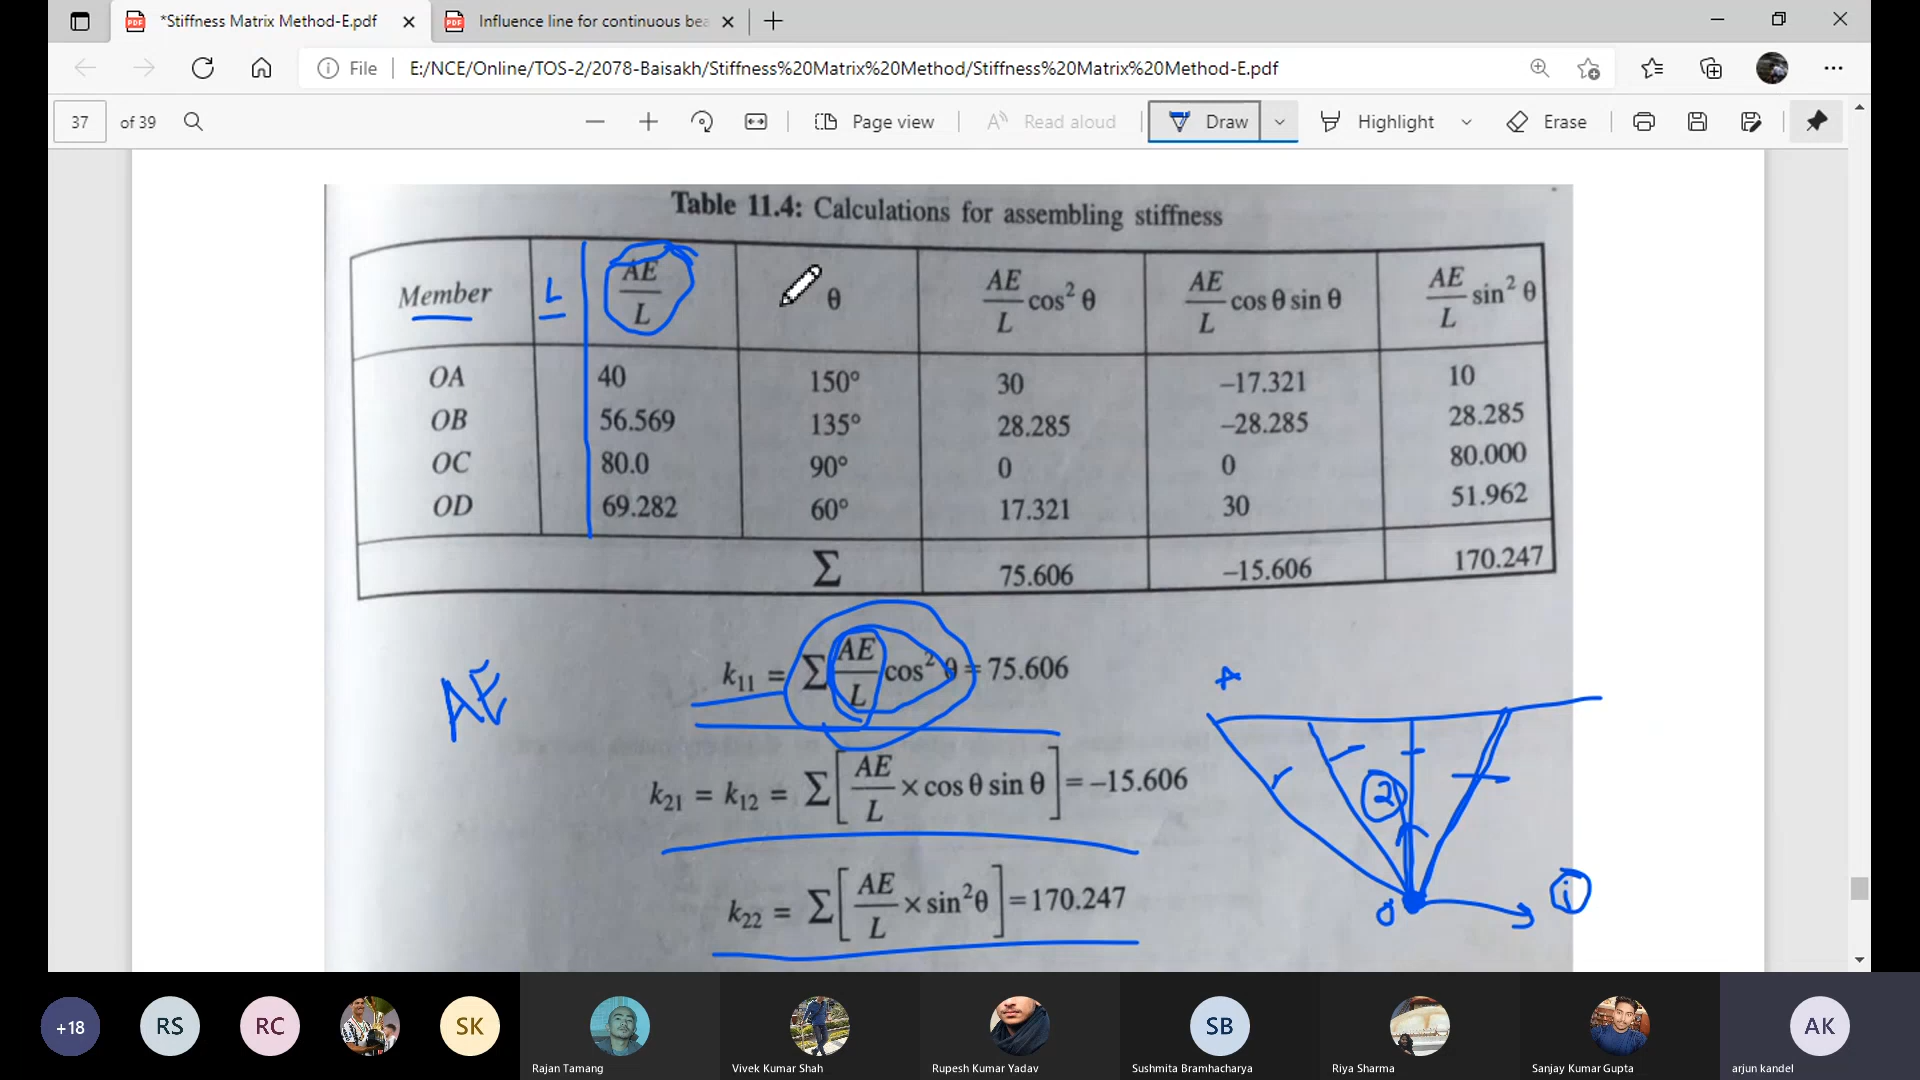 *Stiffness Matrix Method-E.pdf
Influence line for continuous bea
File | E:/NCE/Online/TOS-2/2078-Baisakh/Stiffness%20Matrix%20Method/Stiffness%20Matrix%20Method-E.pdf
37 of 39 Page view Read aloud Draw Highlight Erase
Table 11.4: Calculations for assembling stiffness
Member L AE/L θ AE/L cos² θ AE/L cos θ sin θ AE/L sin² θ
OA 40 150° 30 –17.321 10
OB 56.569 135° 28.285 –28.285 28.285
OC 80.0 90° 0 0 80.000
OD 69.282 60° 17.321 30 51.962
Σ 75.606 –15.606 170.247
k₁₁ = Σ AE/L cos² θ = 75.606
AE
A
k₂₁ = k₁₂ = Σ [AE/L × cos θ sin θ] = –15.606
2
k₂₂ = Σ [AE/L × sin²θ] = 170.247
O
1
+18 RS RC SK SB AK
Rajan Tamang Vivek Kumar Shah Rupesh Kumar Yadav Sushmita Bramhacharya Riya Sharma Sanjay Kumar Gupta arjun kandel